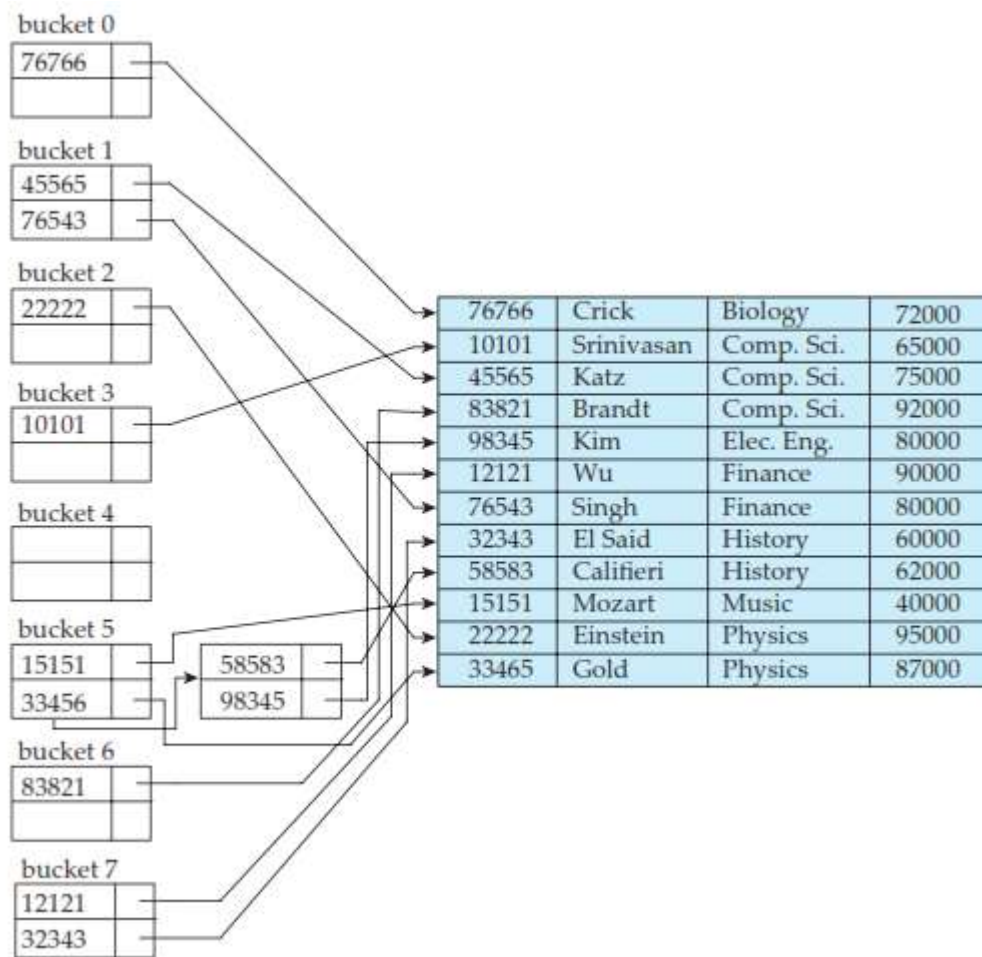 bucket 0
76766
bucket 1
45565
76543
bucket 2
22222
bucket 3
10101
bucket 4
bucket 5
15151
33456
58583
98345
bucket 6
83821
bucket 7
12121
32343
76766 Crick Biology 72000
10101 Srinivasan Comp. Sci. 65000
45565 Katz Comp. Sci. 75000
83821 Brandt Comp. Sci. 92000
98345 Kim Elec. Eng. 80000
12121 Wu Finance 90000
76543 Singh Finance 80000
32343 El Said History 60000
58583 Califieri History 62000
15151 Mozart Music 40000
22222 Einstein Physics 95000
33465 Gold Physics 87000